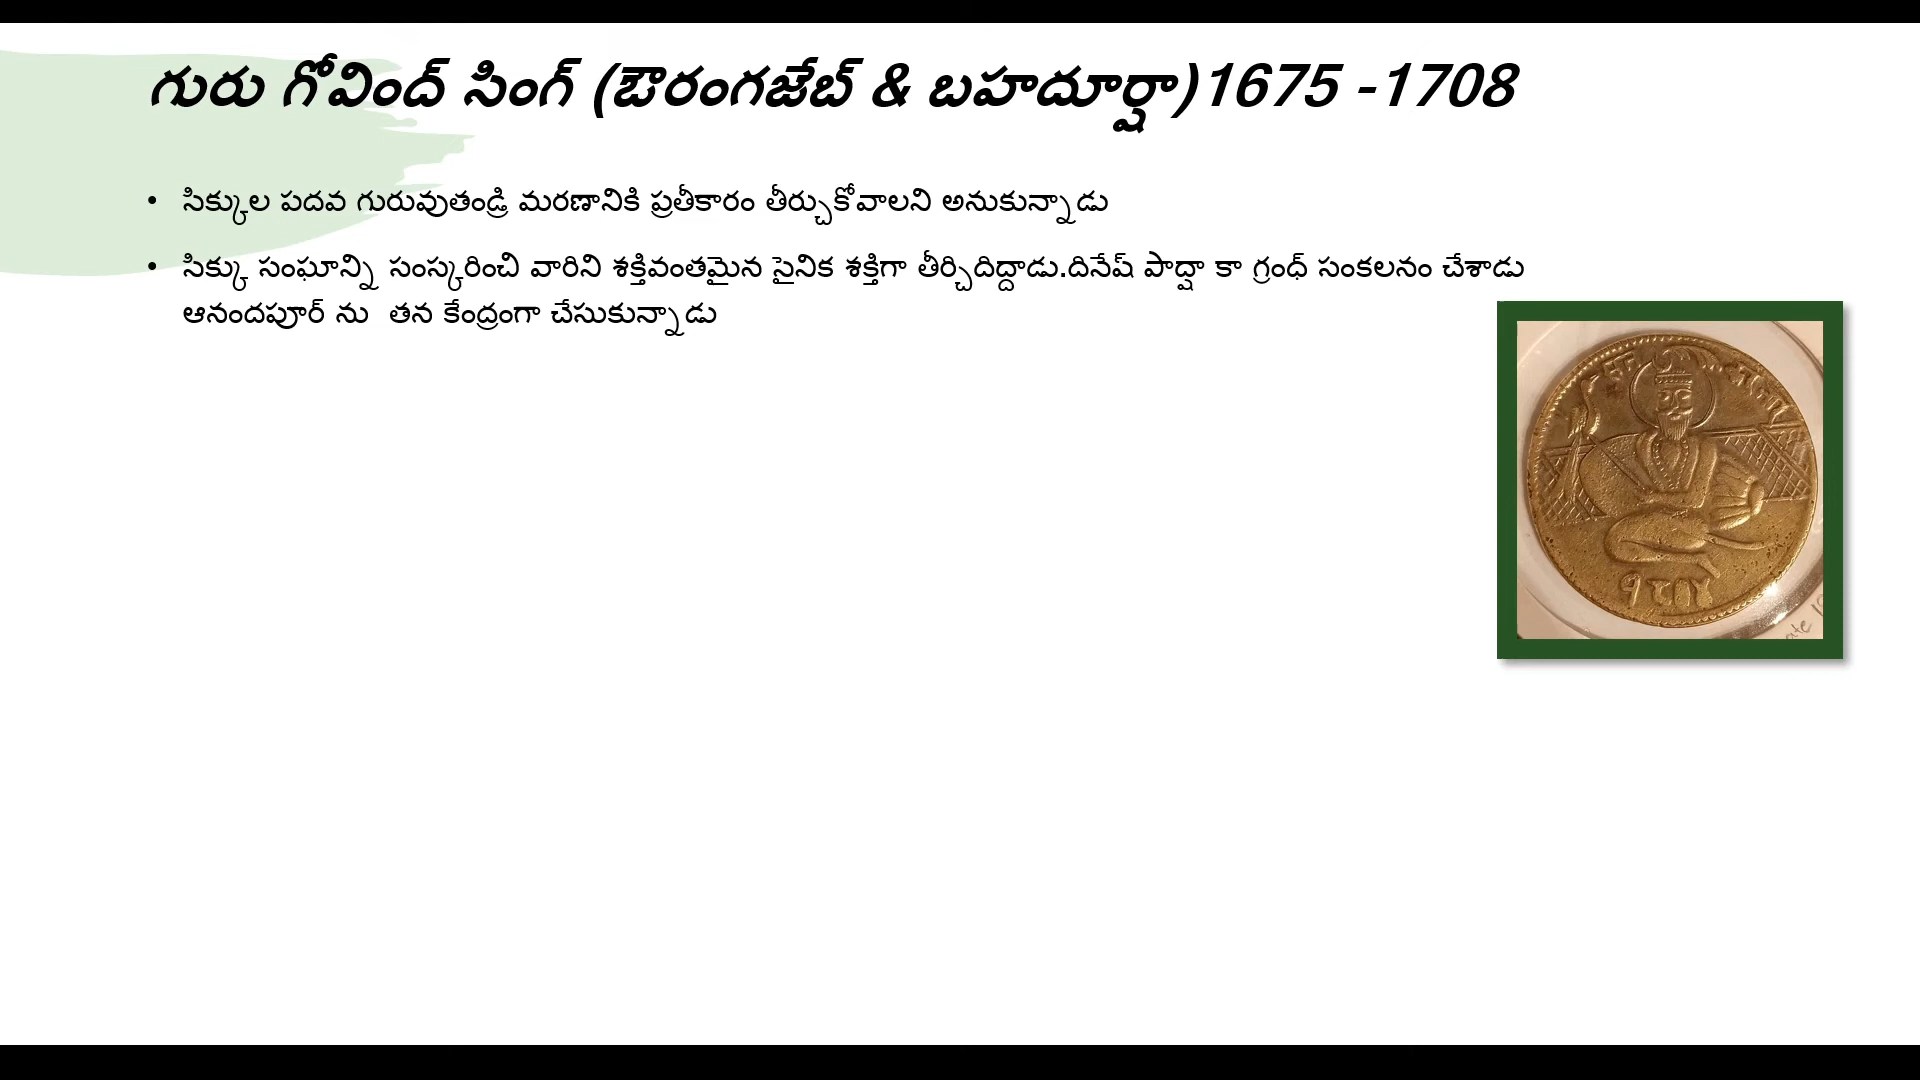 గురు గోవింద్ సింగ్ (ఔరంగజేబ్ & బహదూర్షా)1675 -1708
• సిక్కుల పదవ గురువుతండ్రి మరణానికి ప్రతీకారం తీర్చుకోవాలని అనుకున్నాడు
• సిక్కు సంఘాన్ని సంస్కరించి వారిని శక్తివంతమైన సైనిక శక్తిగా తీర్చిదిద్దాడు.దినేష్ పాద్షా కా గ్రంధ్ సంకలనం చేశాడు
ఆనందపూర్ ను తన కేంద్రంగా చేసుకున్నాడు